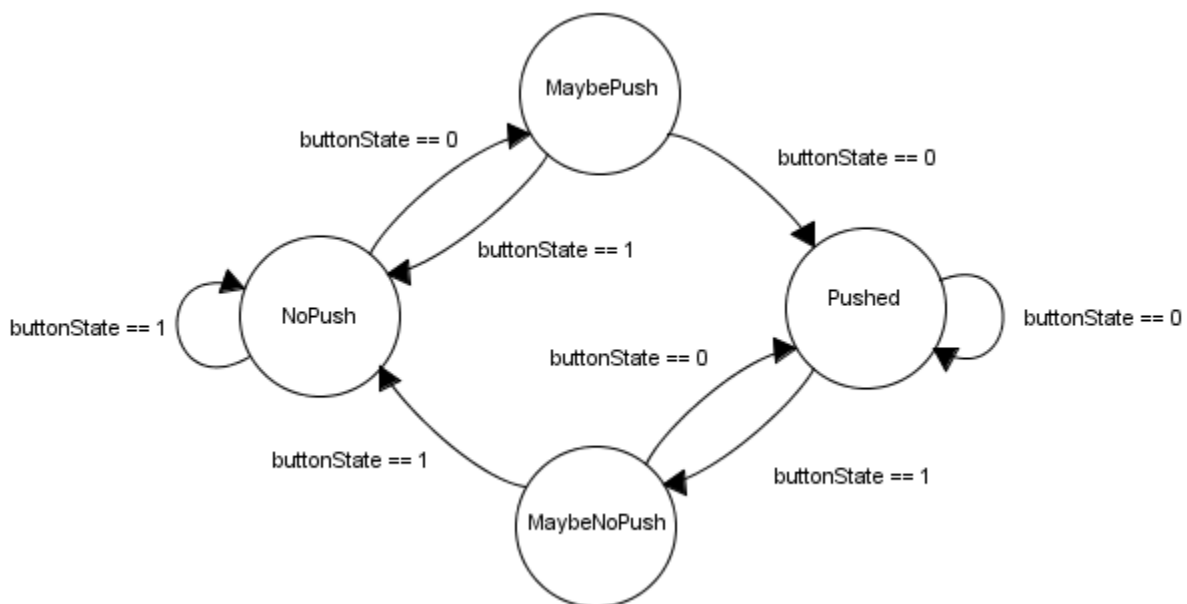 MaybePush
buttonState == 0
buttonState == 0
buttonState == 1
Pushed
NoPush
buttonState == 1
buttonState == 0
buttonState == 0
buttonState == 1
buttonState == 1
MaybeNoPush